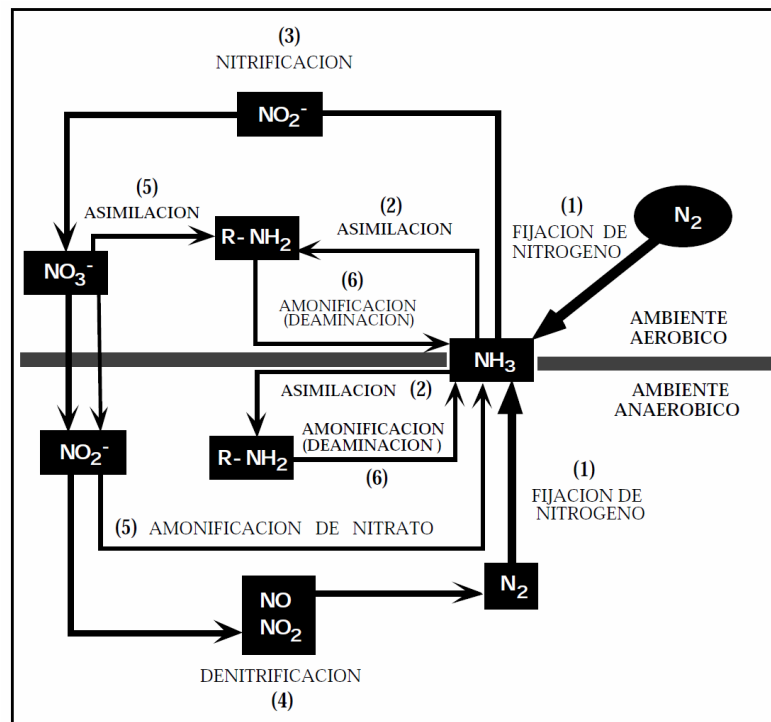 (3)
NITRIFICACION
NO₂⁻
(5)
ASIMILACION
(2)
ASIMILACION
(1)
FIJACION DE
NITROGENO
N₂
R- NH₂
NO₃⁻
(6)
AMONIFICACION
(DEAMINACION)
AMBIENTE
AEROBICO
NH₃
AMBIENTE
ANAEROBICO
ASIMILACION (2)
AMONIFICACION
(DEAMINACION )
NO₂⁻
R- NH₂
(6)
(1)
FIJACION DE
NITROGENO
(5) AMONIFICACION DE NITRATO
NO
NO₂
N₂
DENITRIFICACION
(4)